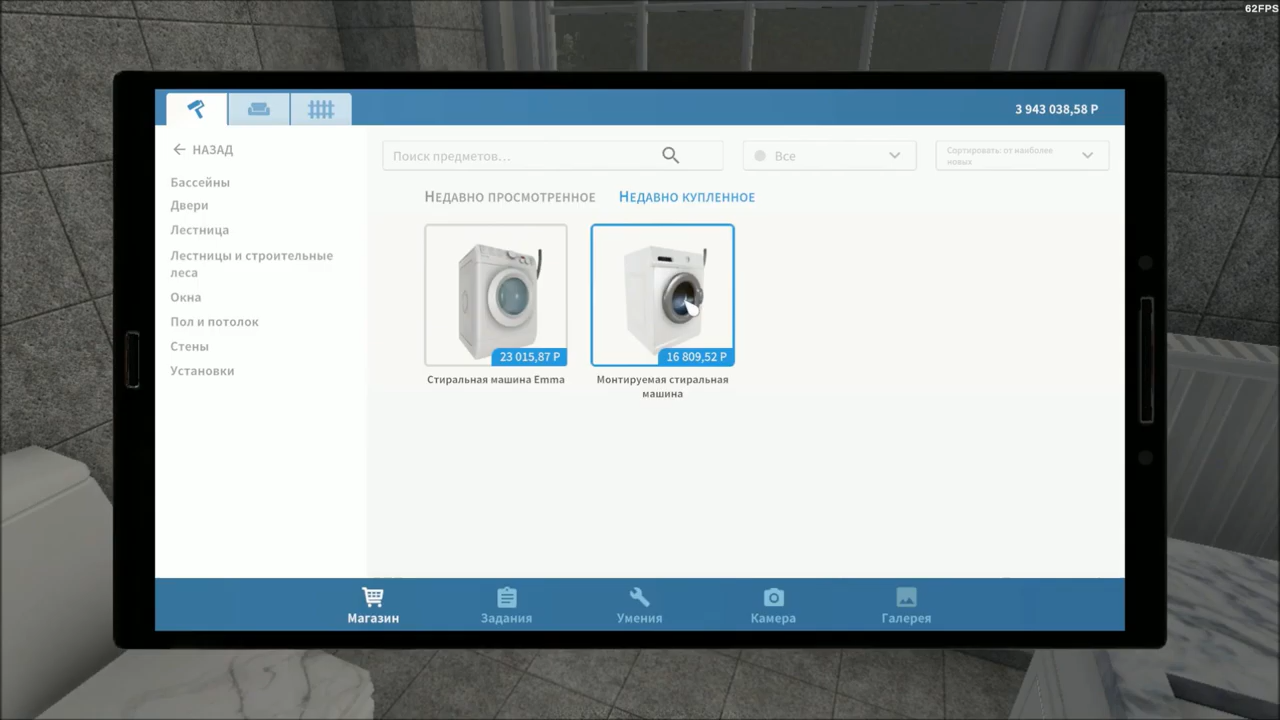 62FPS
3 943 038,58 Р
НАЗАД
Бассейны
Двери
Лестница
Лестницы и строительные
леса
Окна
Пол и потолок
Стены
Установки
Поиск предметов...
Все
Сортировать: от наиболее
новых
Недавно просмотренное
Недавно купленное
23 015,87 Р
16 809,52 Р
Стиральная машина Emma
Монтируемая стиральная
машина
Магазин
Задания
Умения
Камера
Галерея